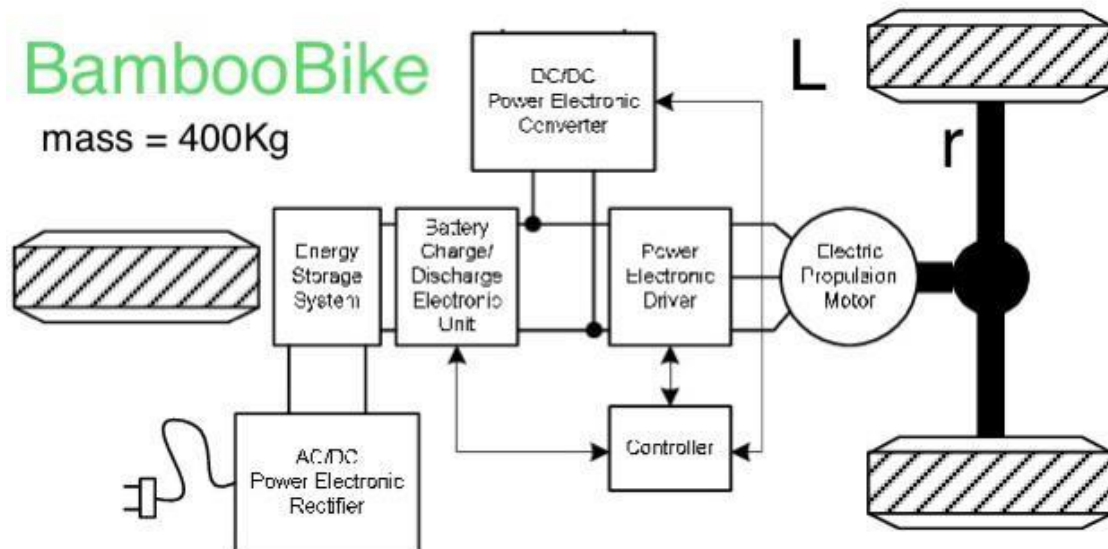 BambooBike
mass = 400Kg
DC/DC
Power Electronic
Converter
L
r
Energy
Storage
System
Battery
Charge/
Discharge
Electronic
Unit
Power
Electronic
Driver
Electric
Propulsion
Motor
AC/DC
Power Electronic
Rectifier
Controller